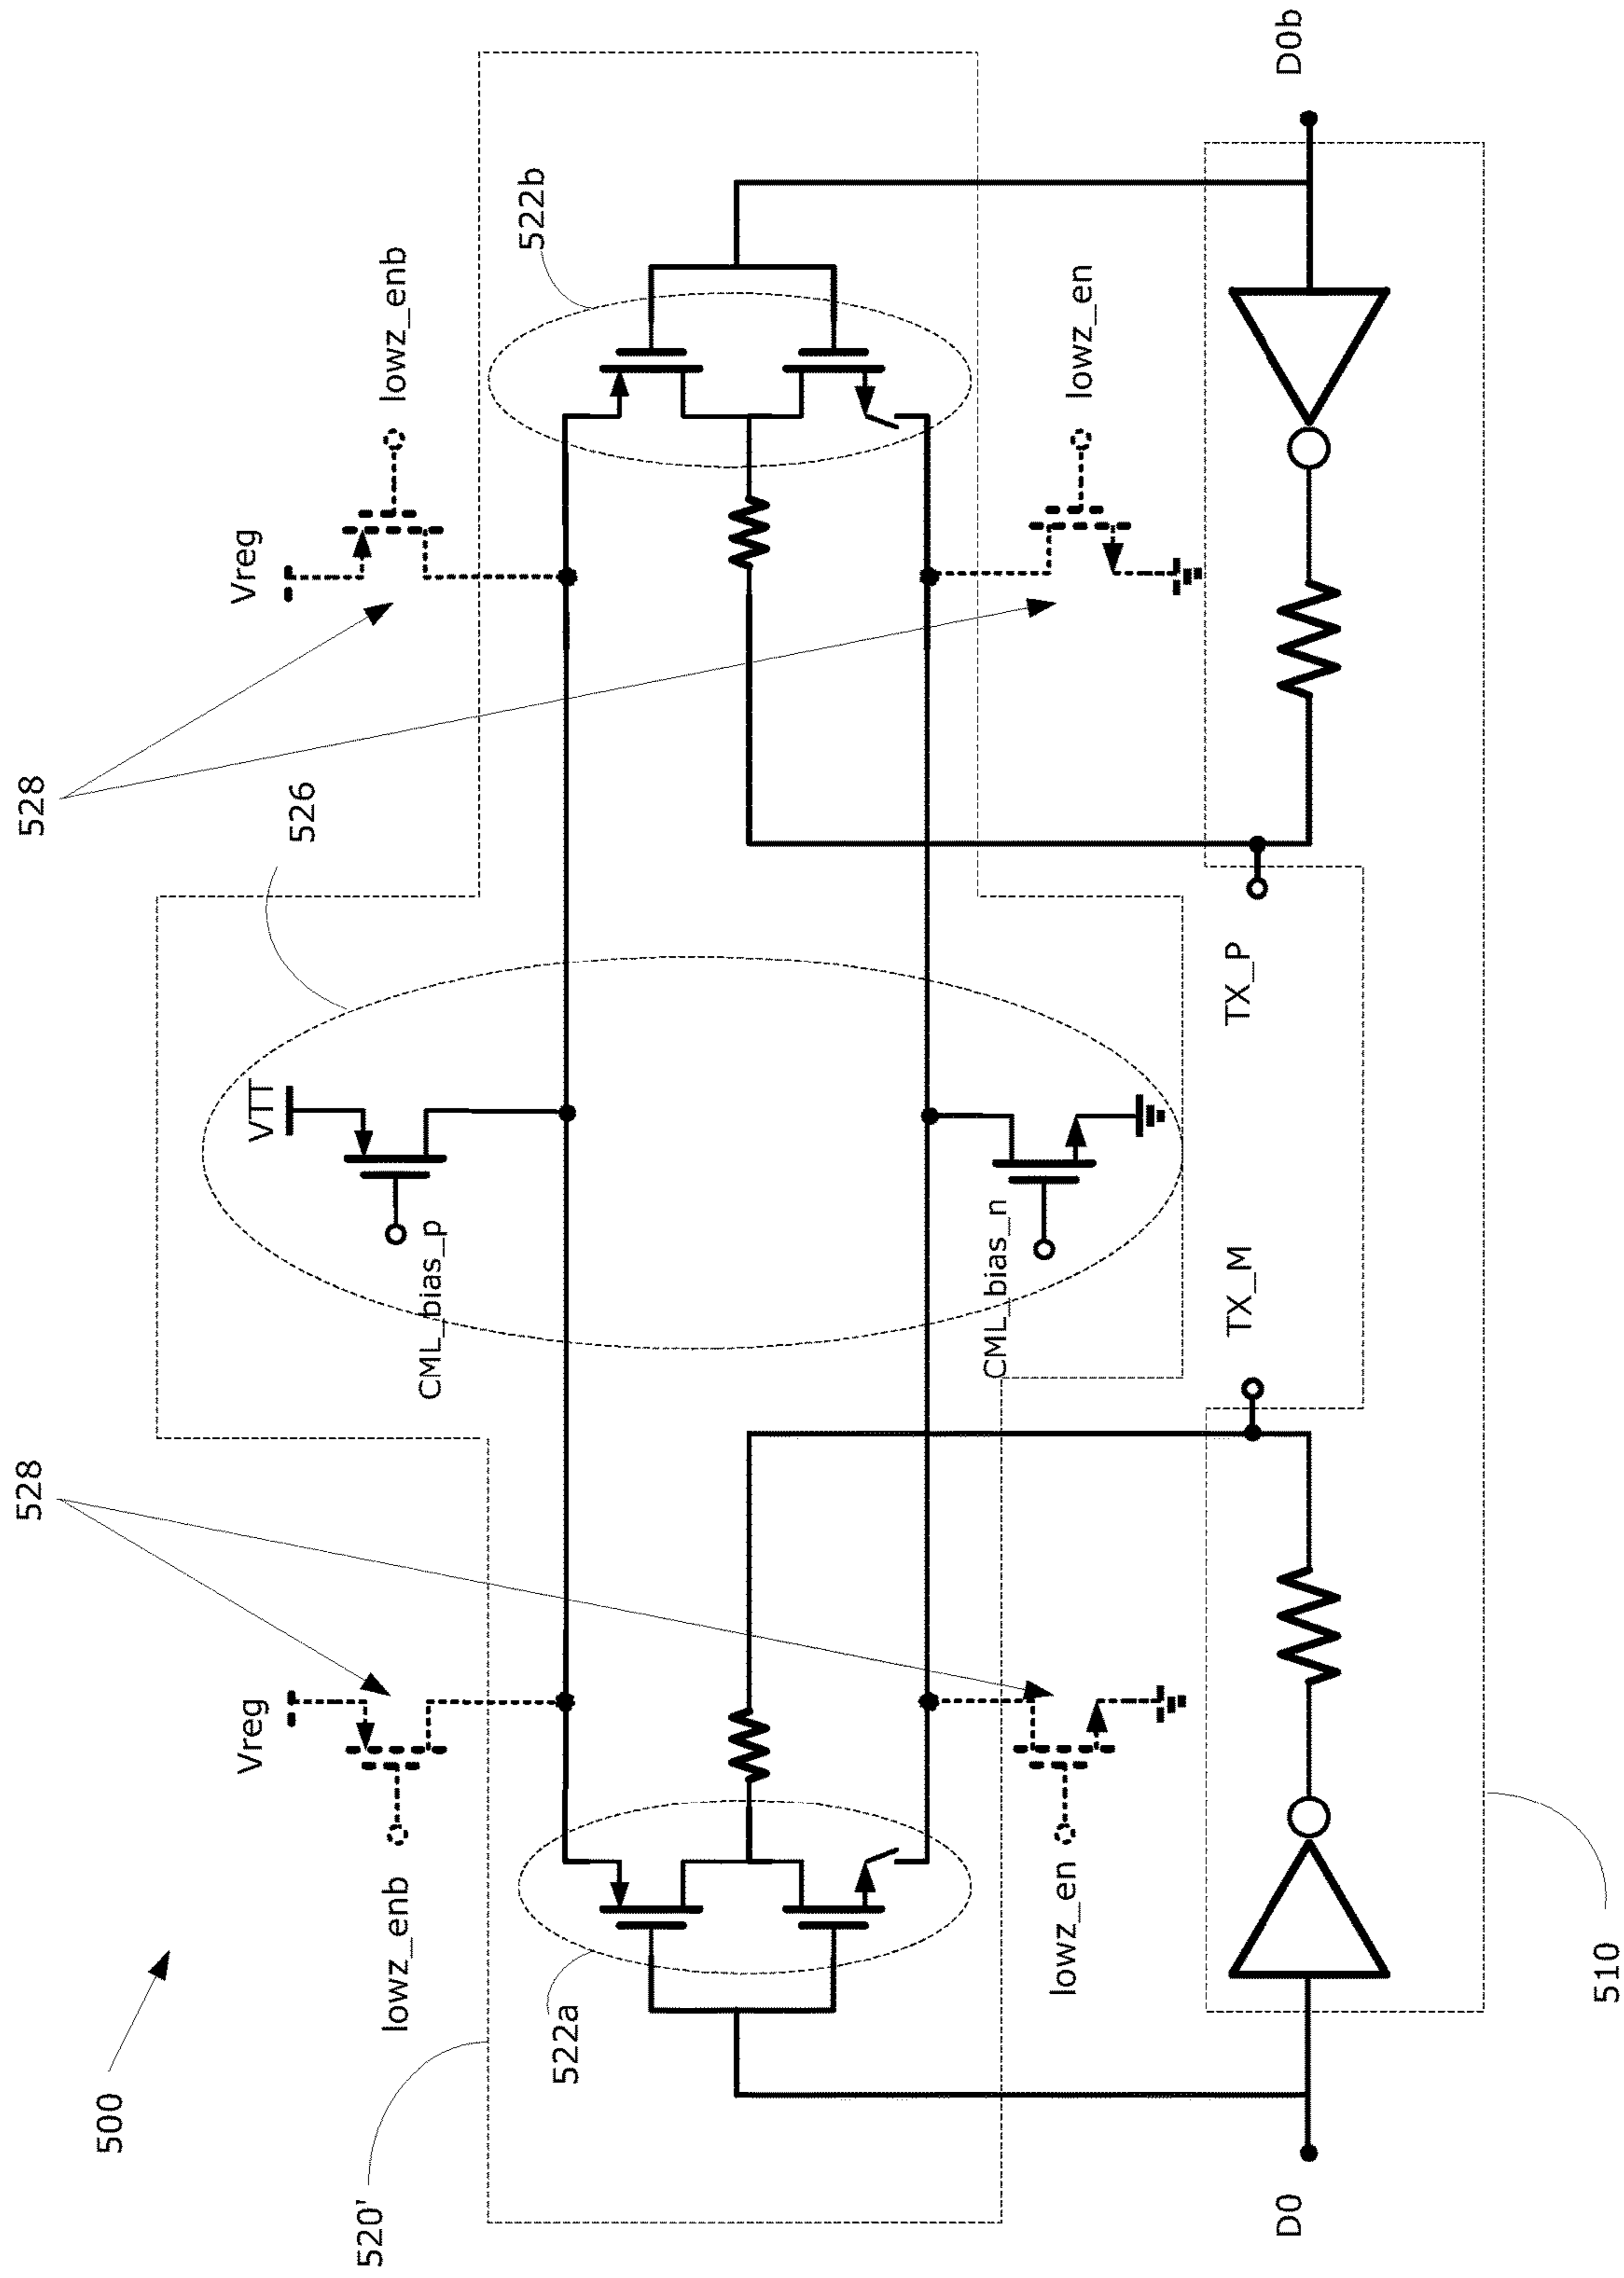 500
520'
528
528
526
Vreg
lowz_enb
VTT
CML_bias_p
Vreg
lowz_enb
522a
522b
lowz_en
CML_bias_n
lowz_en
TX_M
TX_P
D0
D0b
510